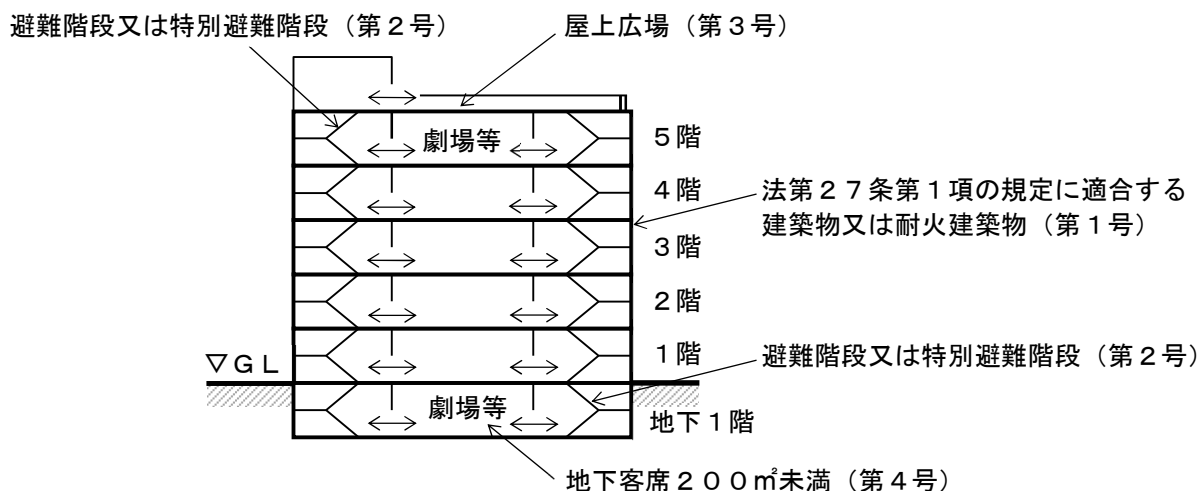 避難階段又は特別避難階段（第２号）
屋上広場（第３号）
劇場等
５階
４階
法第２７条第１項の規定に適合する
建築物又は耐火建築物（第１号）
３階
２階
１階
避難階段又は特別避難階段（第２号）
▽ＧＬ
劇場等
地下１階
地下客席２００㎡未満（第４号）